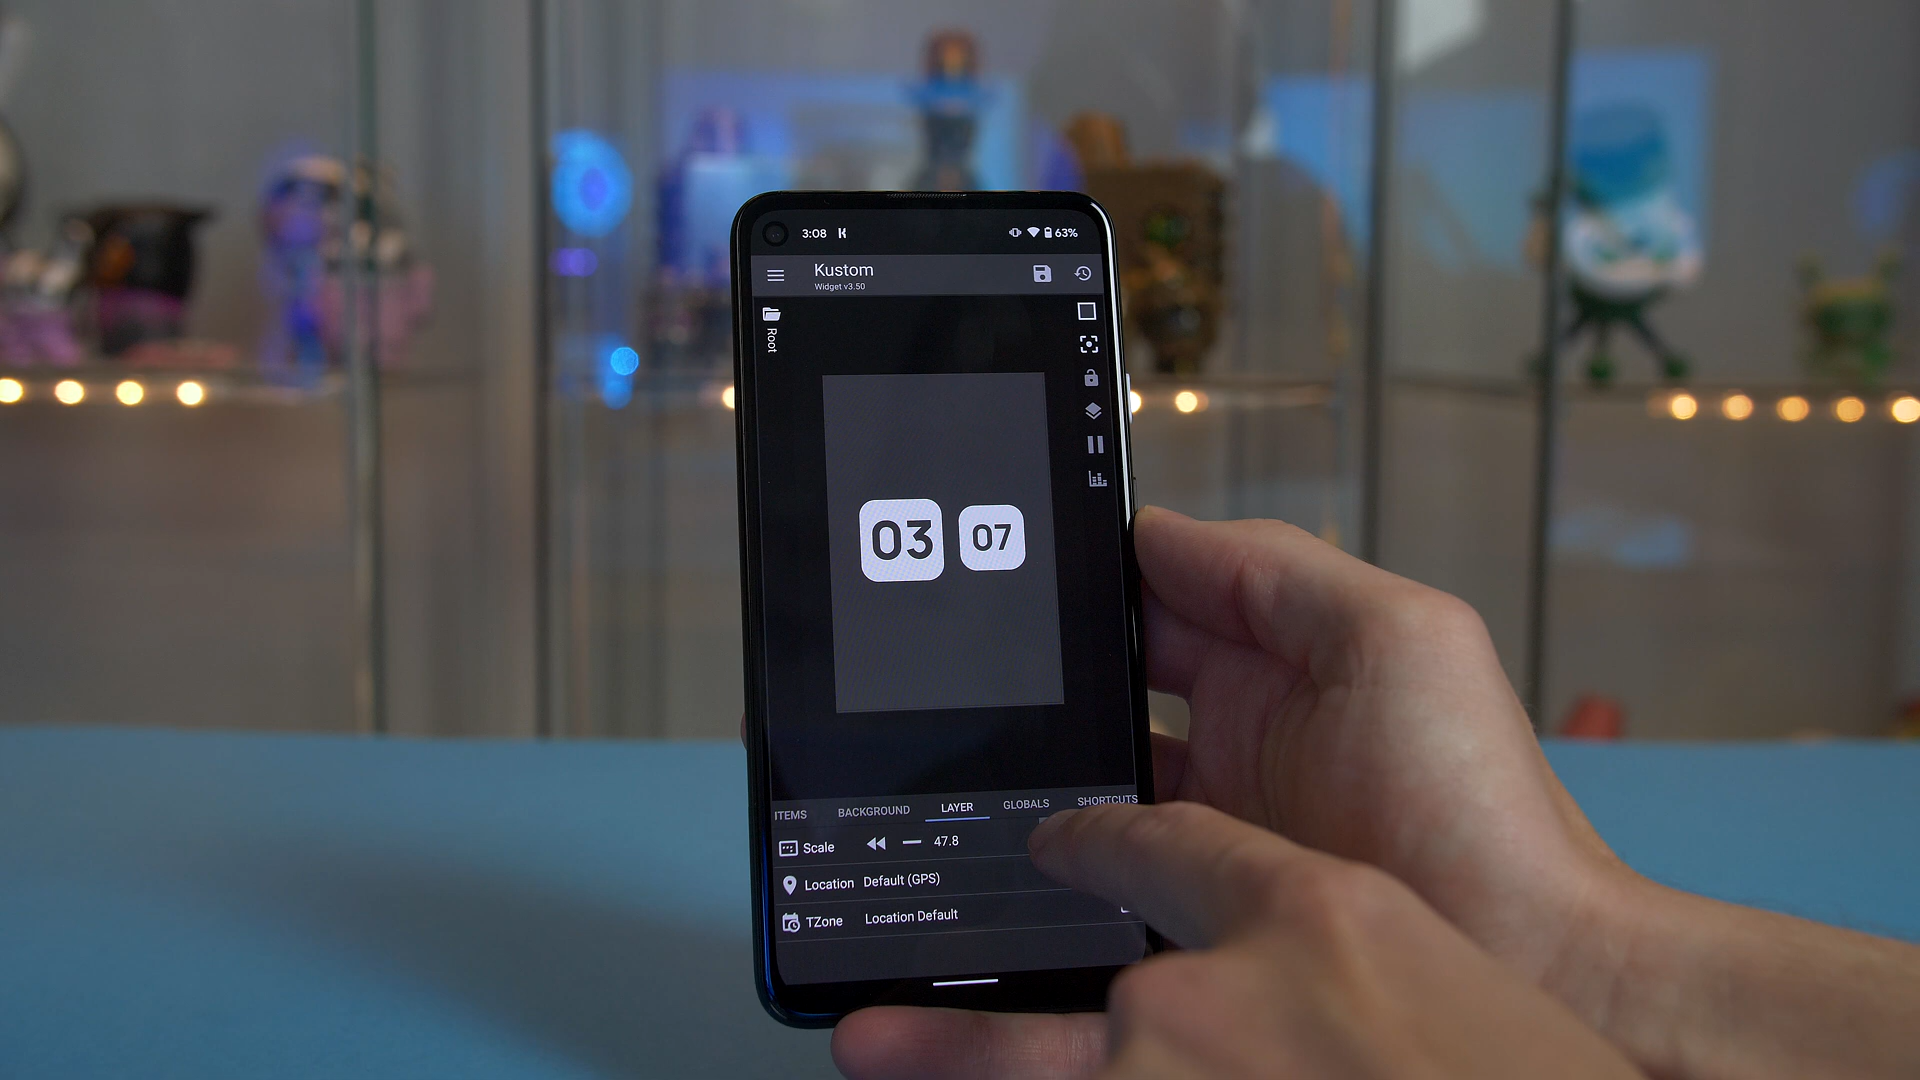 3:08 63%
Kustom
Widget v3.50
Root
03 07
ITEMS BACKGROUND LAYER GLOBALS SHORTCUTS
Scale 47.8
Location Default (GPS)
TZone Location Default